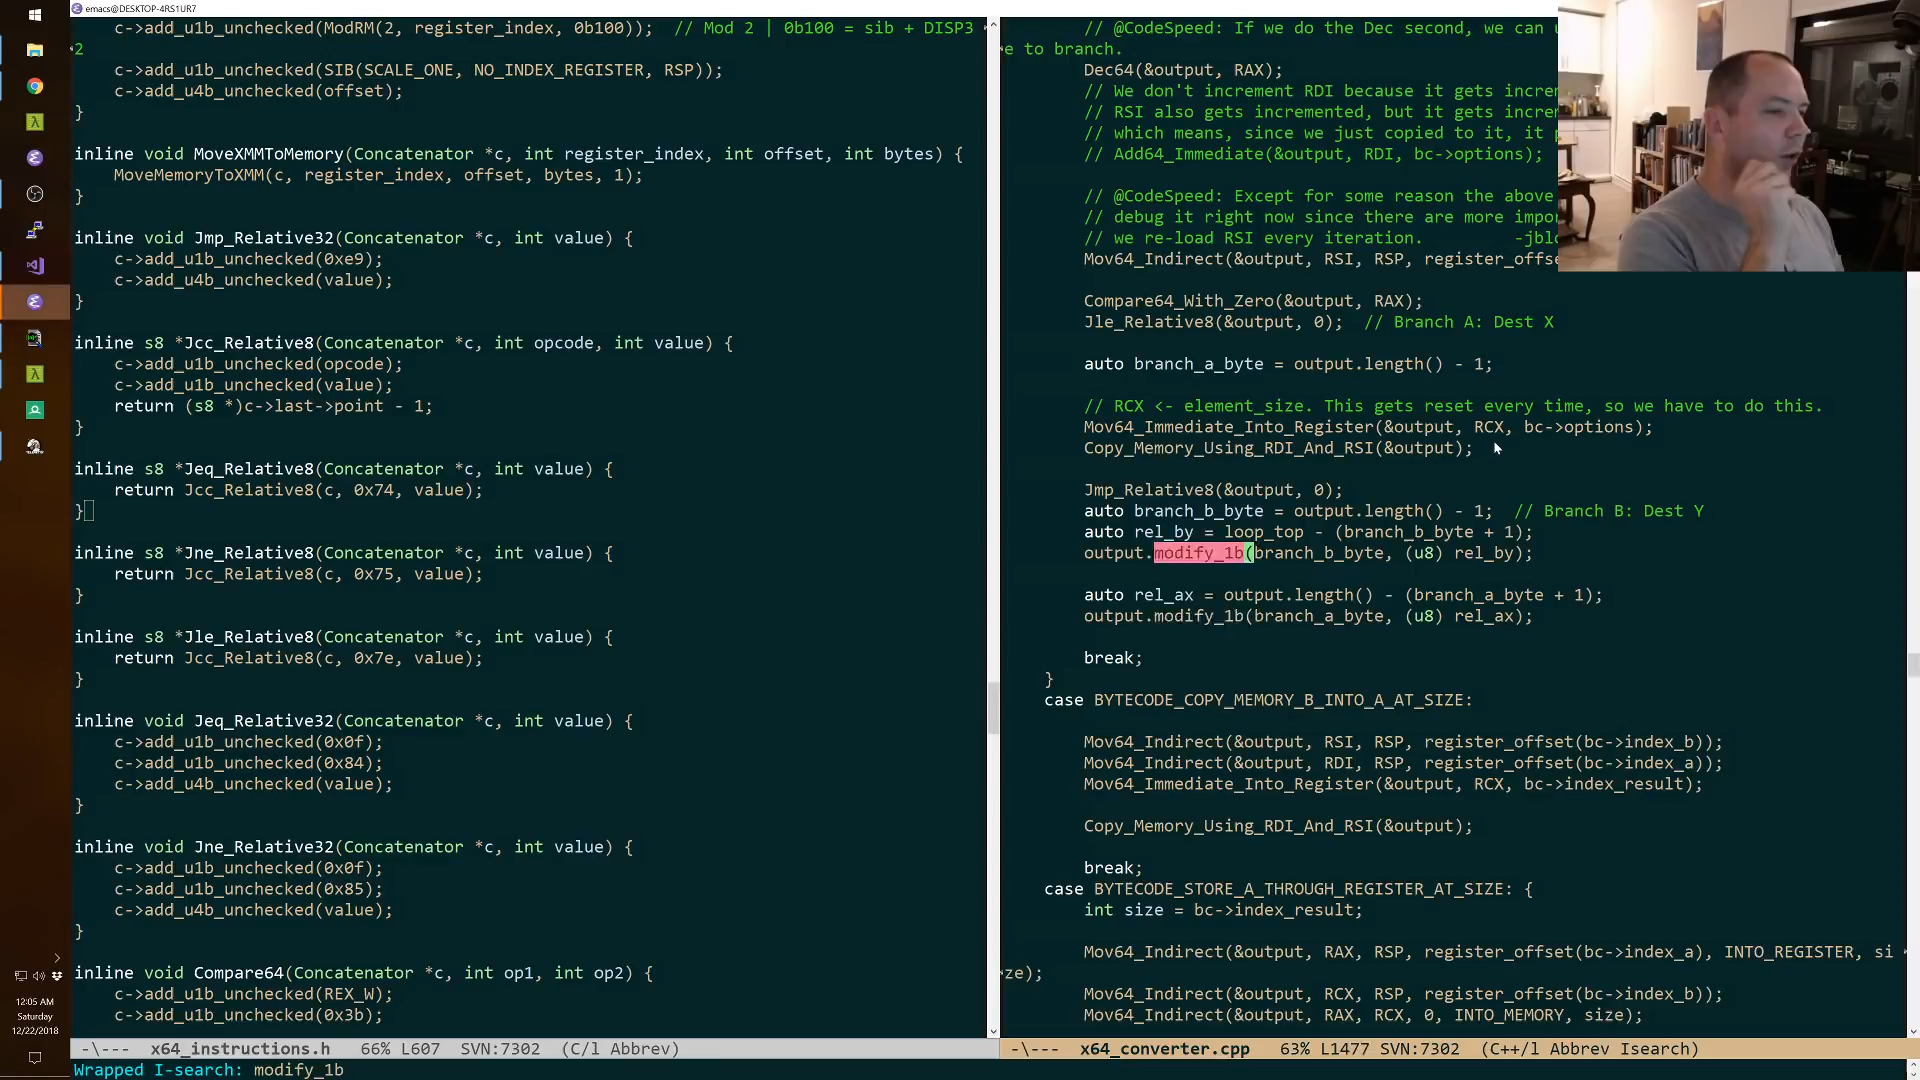 emacs@DESKTOP-4RS1UR7
c->add_u1b_unchecked(ModRM(2, register_index, 0b100));  // Mod 2 | 0b100 = sib + DISP3
2
c->add_u1b_unchecked(SIB(SCALE_ONE, NO_INDEX_REGISTER, RSP));
c->add_u4b_unchecked(offset);
}
inline void MoveXMMToMemory(Concatenator *c, int register_index, int offset, int bytes) {
MoveMemoryToXMM(c, register_index, offset, bytes, 1);
}
inline void Jmp_Relative32(Concatenator *c, int value) {
c->add_u1b_unchecked(0xe9);
c->add_u4b_unchecked(value);
}
inline s8 *Jcc_Relative8(Concatenator *c, int opcode, int value) {
c->add_u1b_unchecked(opcode);
c->add_u1b_unchecked(value);
return (s8 *)c->last->point - 1;
}
inline s8 *Jeq_Relative8(Concatenator *c, int value) {
return Jcc_Relative8(c, 0x74, value);
}
inline s8 *Jne_Relative8(Concatenator *c, int value) {
return Jcc_Relative8(c, 0x75, value);
}
inline s8 *Jle_Relative8(Concatenator *c, int value) {
return Jcc_Relative8(c, 0x7e, value);
}
inline void Jeq_Relative32(Concatenator *c, int value) {
c->add_u1b_unchecked(0x0f);
c->add_u1b_unchecked(0x84);
c->add_u4b_unchecked(value);
}
inline void Jne_Relative32(Concatenator *c, int value) {
c->add_u1b_unchecked(0x0f);
c->add_u1b_unchecked(0x85);
c->add_u4b_unchecked(value);
}
inline void Compare64(Concatenator *c, int op1, int op2) {
c->add_u1b_unchecked(REX_W);
c->add_u1b_unchecked(0x3b);
-\---  x64_instructions.h   66% L607  SVN:7302  (C/l Abbrev)
Wrapped I-search: modify_1b
// @CodeSpeed: If we do the Dec second, we can
e to branch.
Dec64(&output, RAX);
// We don't increment RDI because it gets incre
// RSI also gets incremented, but it gets incre
// which means, since we just copied to it, it
// Add64_Immediate(&output, RDI, bc->options);
// @CodeSpeed: Except for some reason the above
// debug it right now since there are more impo
// we re-load RSI every iteration.      -jblo
Mov64_Indirect(&output, RSI, RSP, register_offse
Compare64_With_Zero(&output, RAX);
Jle_Relative8(&output, 0);  // Branch A: Dest X
auto branch_a_byte = output.length() - 1;
// RCX <- element_size. This gets reset every time, so we have to do this.
Mov64_Immediate_Into_Register(&output, RCX, bc->options);
Copy_Memory_Using_RDI_And_RSI(&output);
Jmp_Relative8(&output, 0);
auto branch_b_byte = output.length() - 1;  // Branch B: Dest Y
auto rel_by = loop_top - (branch_b_byte + 1);
output.modify_1b(branch_b_byte, (u8) rel_by);
auto rel_ax = output.length() - (branch_a_byte + 1);
output.modify_1b(branch_a_byte, (u8) rel_ax);
break;
}
case BYTECODE_COPY_MEMORY_B_INTO_A_AT_SIZE:
Mov64_Indirect(&output, RSI, RSP, register_offset(bc->index_b));
Mov64_Indirect(&output, RDI, RSP, register_offset(bc->index_a));
Mov64_Immediate_Into_Register(&output, RCX, bc->index_result);
Copy_Memory_Using_RDI_And_RSI(&output);
break;
case BYTECODE_STORE_A_THROUGH_REGISTER_AT_SIZE: {
int size = bc->index_result;
Mov64_Indirect(&output, RAX, RSP, register_offset(bc->index_a), INTO_REGISTER, si
ze);
Mov64_Indirect(&output, RCX, RSP, register_offset(bc->index_b));
Mov64_Indirect(&output, RAX, RCX, 0, INTO_MEMORY, size);
-\---  x64_converter.cpp   63% L1477 SVN:7302  (C++/l Abbrev Isearch)
12:05 AM
Saturday
12/22/2018